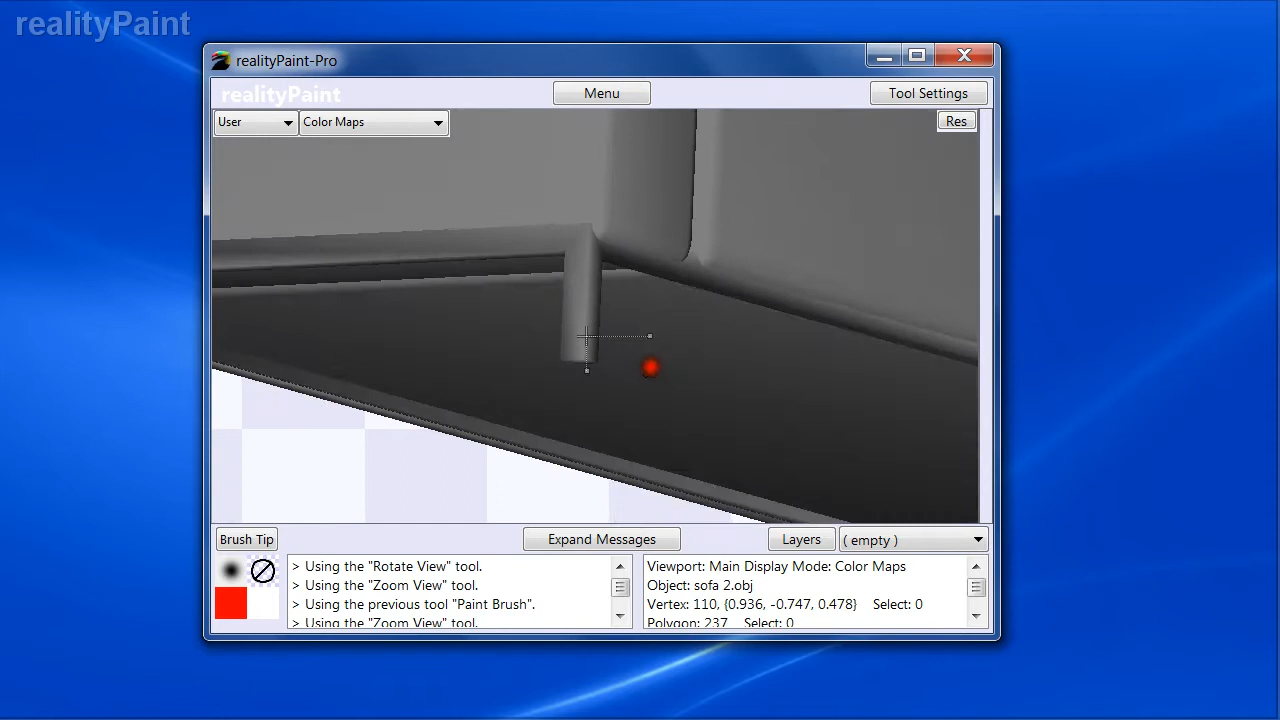 realityPaint
realityPaint-Pro
realityPaint
Menu
Tool Settings
User
Color Maps
Res
Brush Tip
Expand Messages
Layers
( empty )
> Using the "Rotate View" tool.
> Using the "Zoom View" tool.
> Using the previous tool "Paint Brush".
> Using the "Zoom View" tool.
Viewport: Main Display Mode: Color Maps
Object: sofa 2.obj
Vertex: 110, {0.936, -0.747, 0.478} Select: 0
Polygon: 237 Select: 0